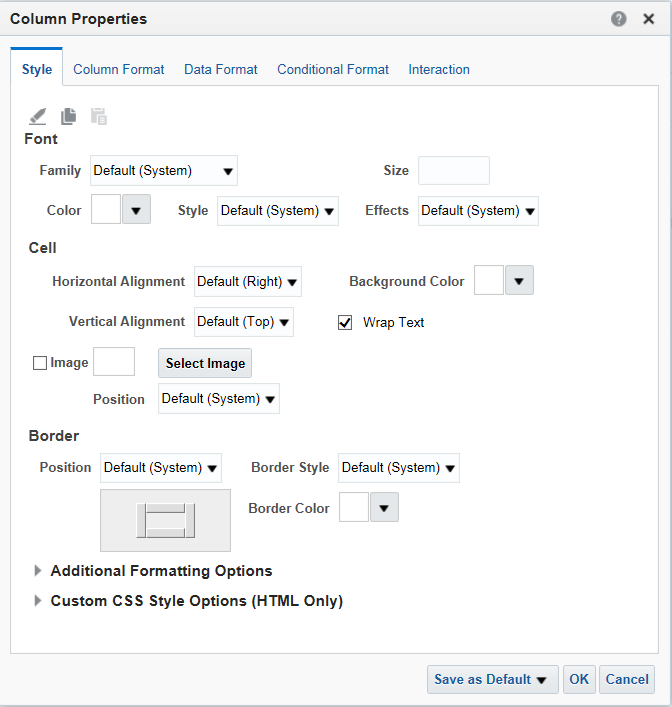 Column Properties
Style Column Format Data Format Conditional Format Interaction
Font
Family Default (System) Size
Color Style Default (System) Effects Default (System)
Cell
Horizontal Alignment Default (Right) Background Color
Vertical Alignment Default (Top) Wrap Text
Image Select Image
Position Default (System)
Border
Position Default (System) Border Style Default (System)
Border Color
Additional Formatting Options
Custom CSS Style Options (HTML Only)
Save as Default OK Cancel